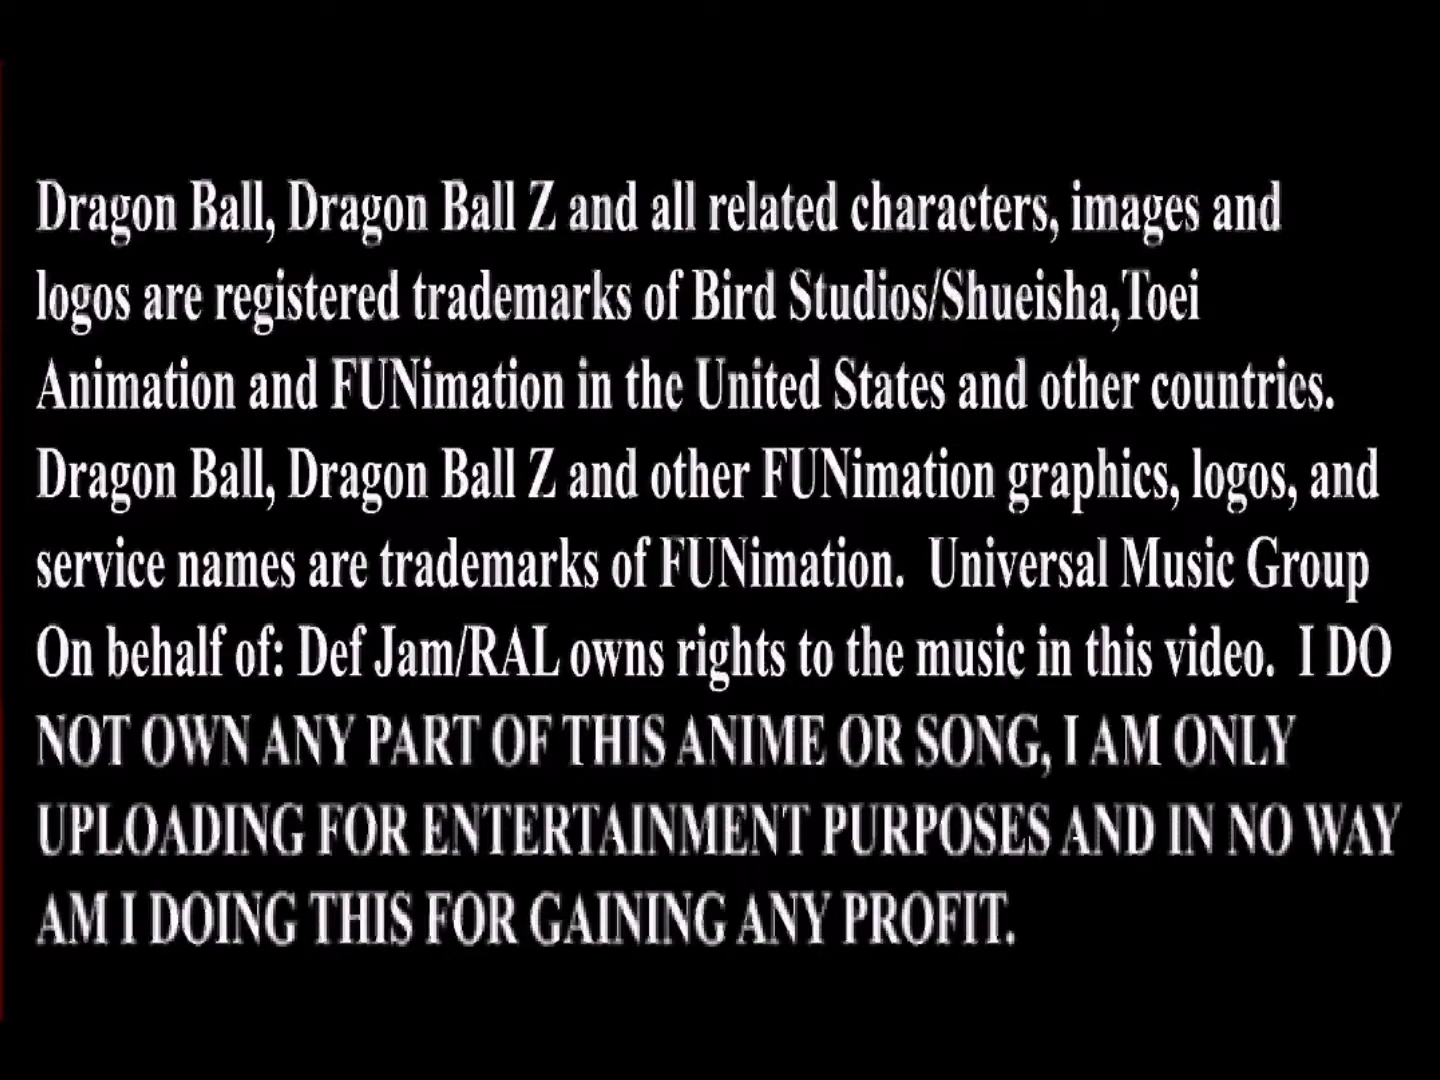 Dragon Ball, Dragon Ball Z and all related characters, images and
logos are registered trademarks of Bird Studios/Shueisha,Toei
Animation and FUNimation in the United States and other countries.
Dragon Ball, Dragon Ball Z and other FUNimation graphics, logos, and
service names are trademarks of FUNimation.  Universal Music Group
On behalf of: Def Jam/RAL owns rights to the music in this video.  I DO
NOT OWN ANY PART OF THIS ANIME OR SONG, I AM ONLY
UPLOADING FOR ENTERTAINMENT PURPOSES AND IN NO WAY
AM I DOING THIS FOR GAINING ANY PROFIT.